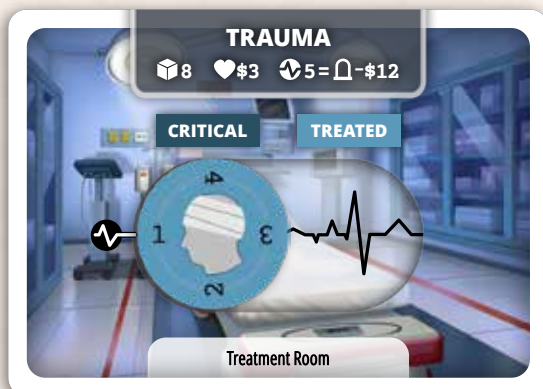 TRAUMA
8 $3 5=-$12
CRITICAL TREATED
4
1 3
2
Treatment Room